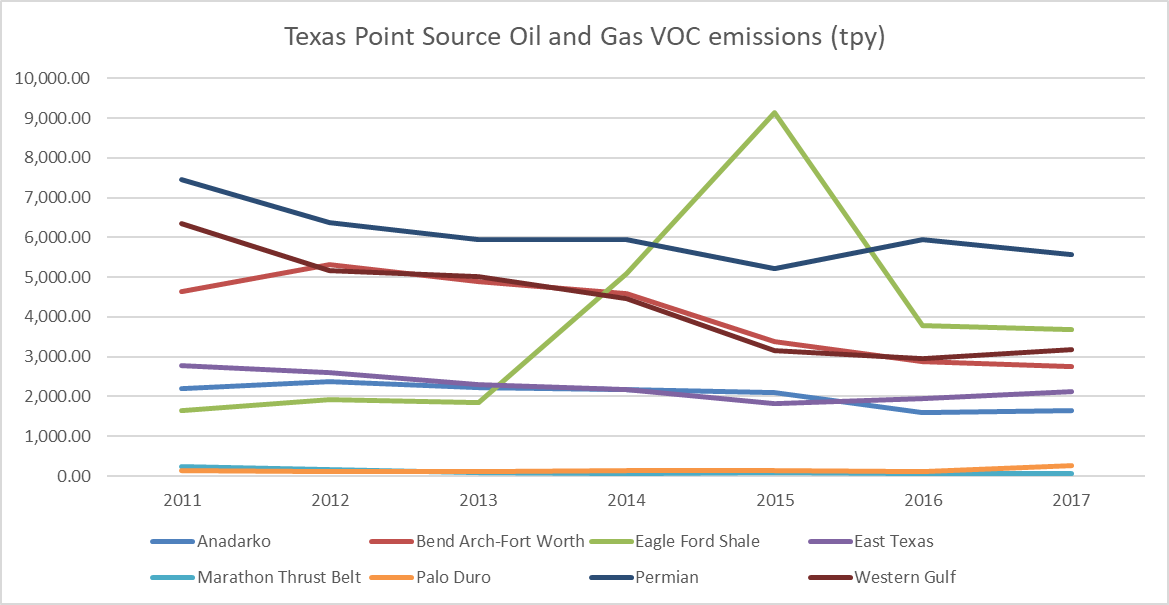 Texas Point Source Oil and Gas VOC emissions (tpy)
10,000.00
9,000.00
8,000.00
7,000.00
6,000.00
5,000.00
4,000.00
3,000.00
2,000.00
1,000.00
0.00
2011 2012 2013 2014 2015 2016 2017
Anadarko Bend Arch-Fort Worth Eagle Ford Shale East Texas
Marathon Thrust Belt Palo Duro Permian Western Gulf